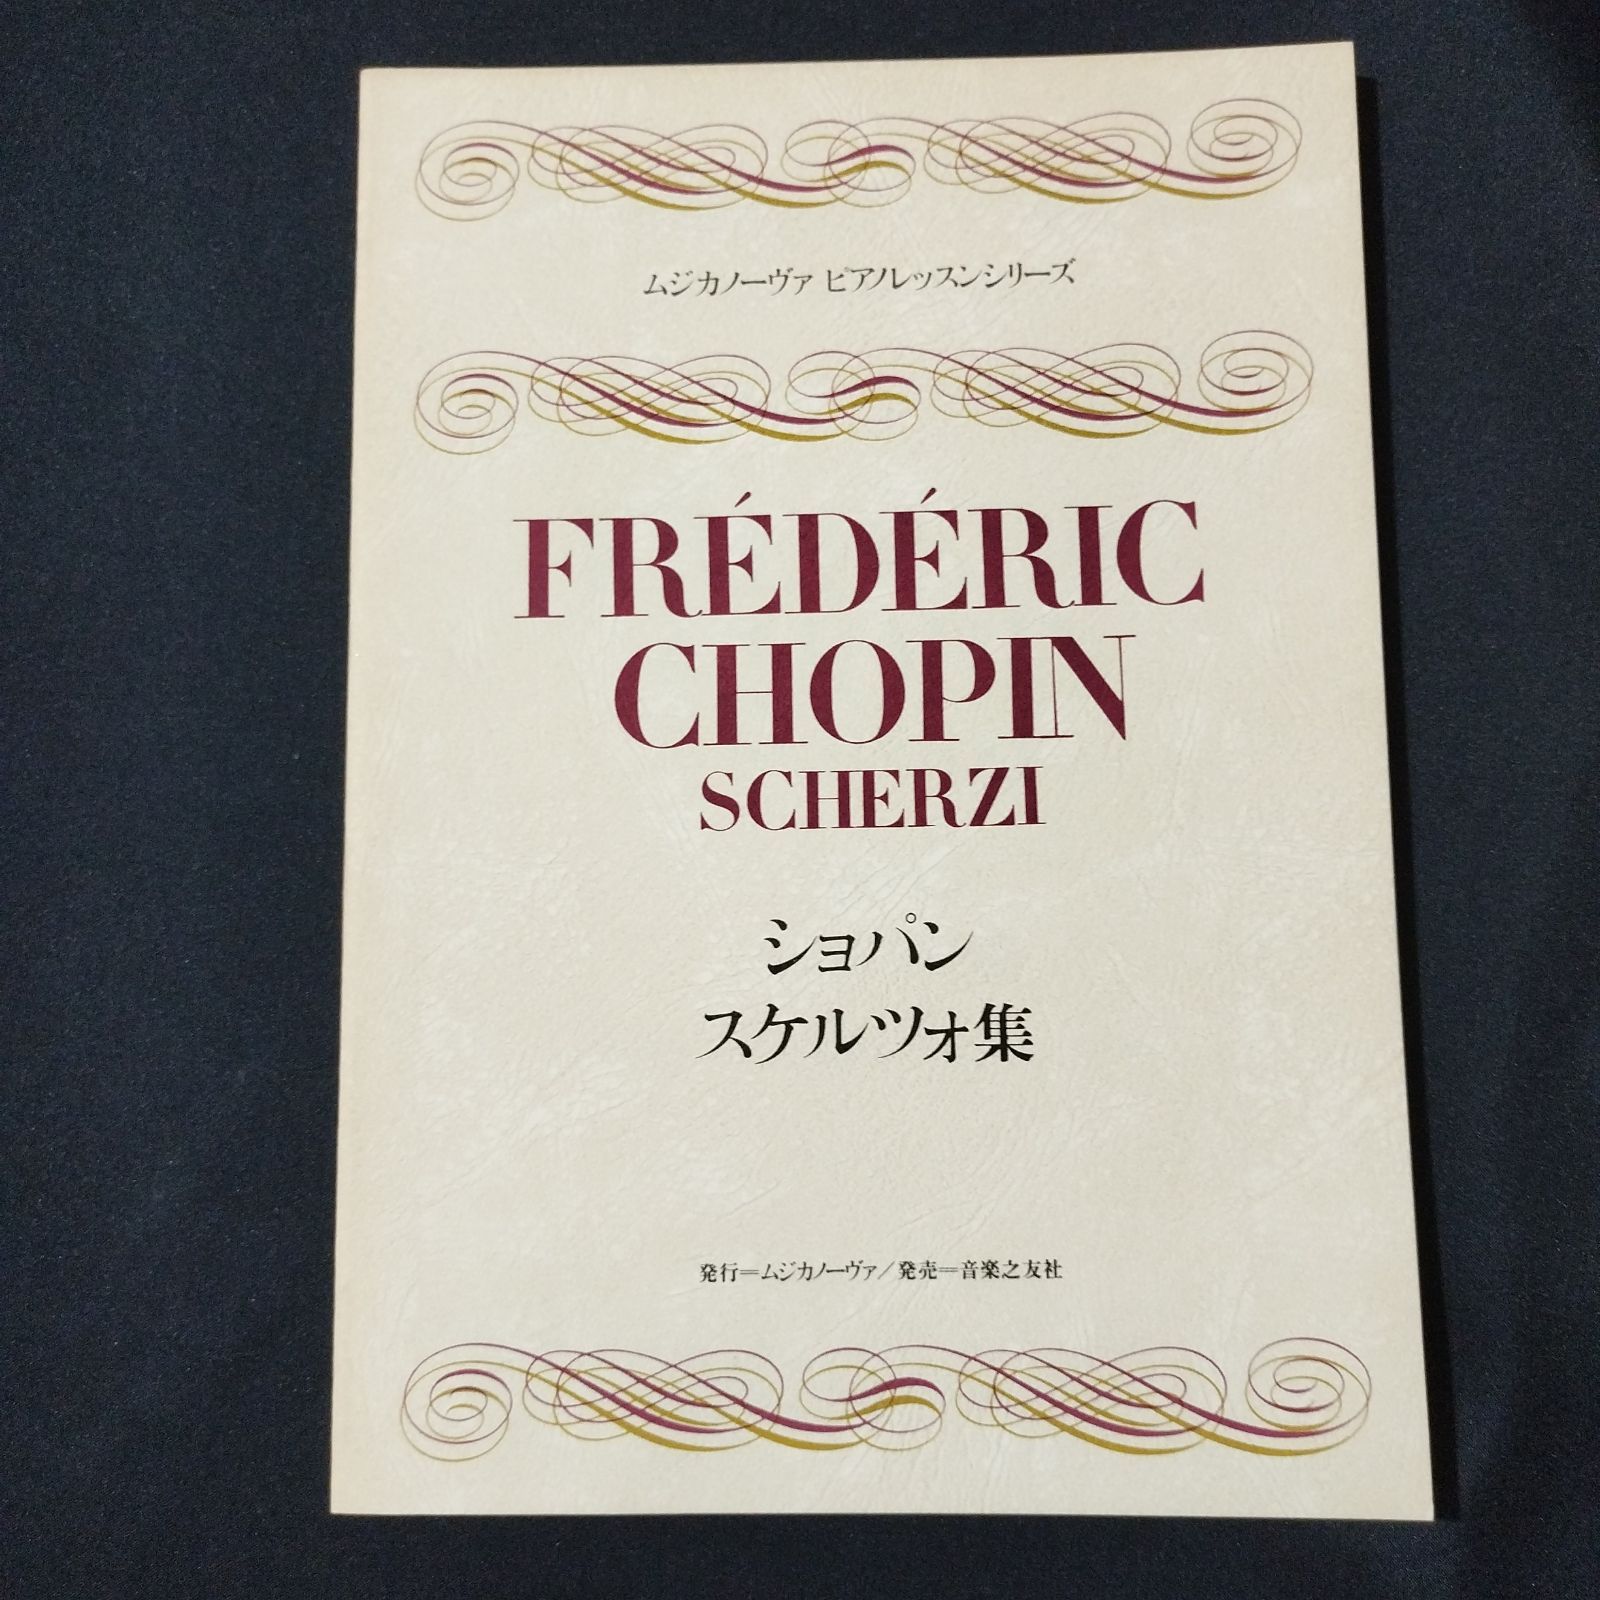 ムジカノーヴァ ピアノレッスンシリーズ
FRÉDÉRIC
CHOPIN
SCHERZI
ショパン
スケルツォ集
発行＝ムジカノーヴァ／発売＝音楽之友社